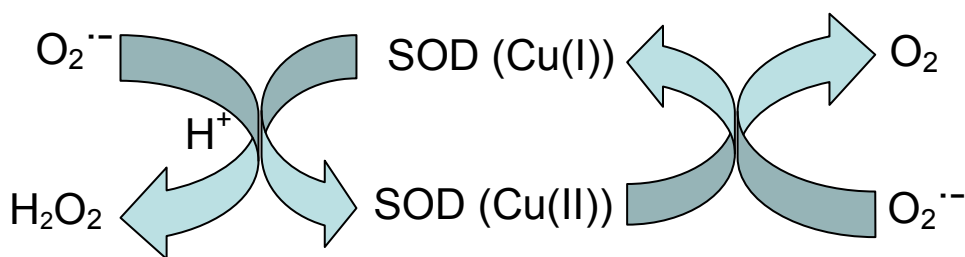 O₂˙⁻ SOD (Cu(I)) O₂
H⁺
H₂O₂ SOD (Cu(II)) O₂˙⁻